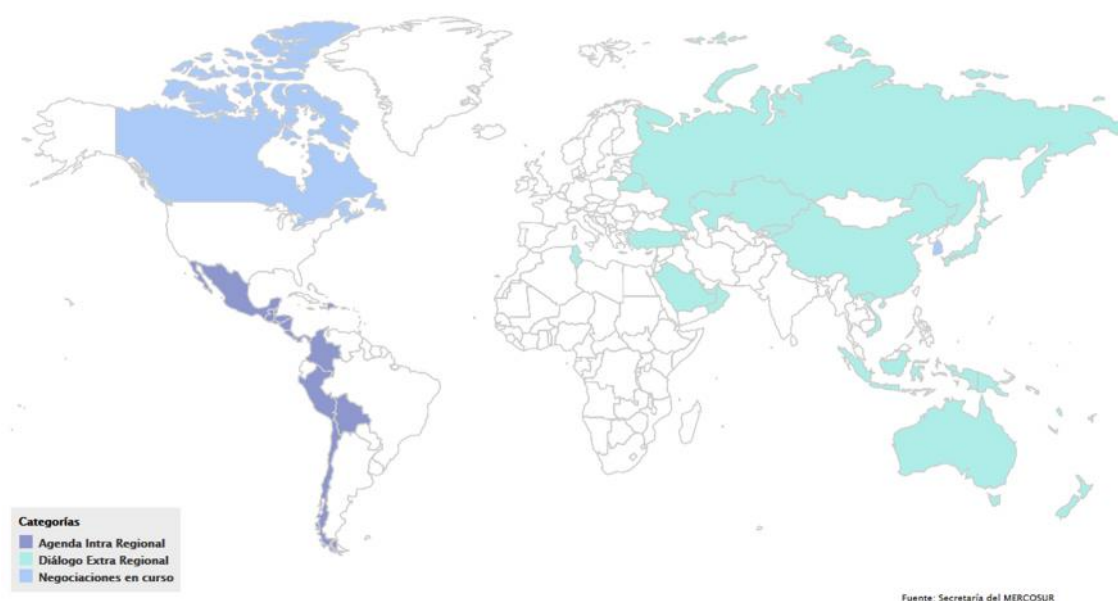 Categorías
Agenda Intra Regional
Diálogo Extra Regional
Negociaciones en curso
Fuente: Secretaría del MERCOSUR